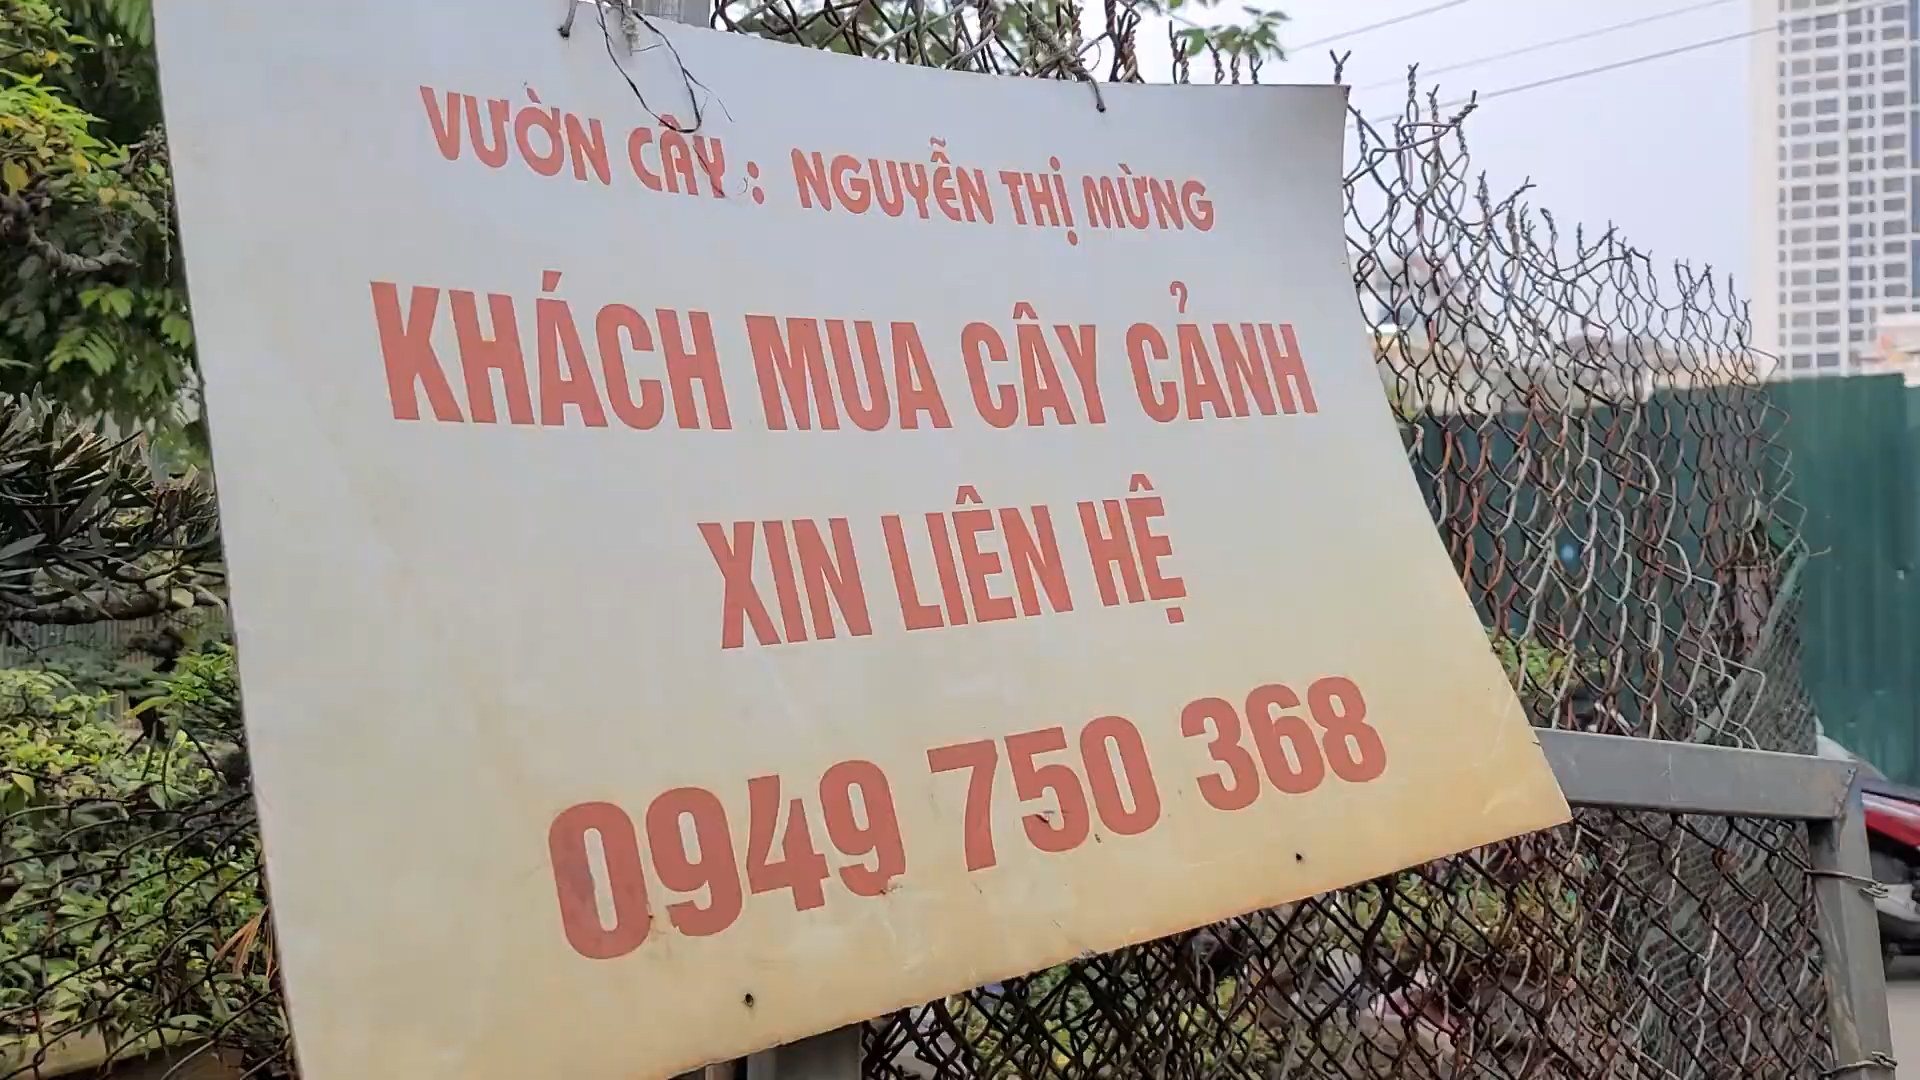 VƯỜN CÂY : NGUYỄN THỊ MỪNG
KHÁCH MUA CÂY CẢNH
XIN LIÊN HỆ
0949 750 368